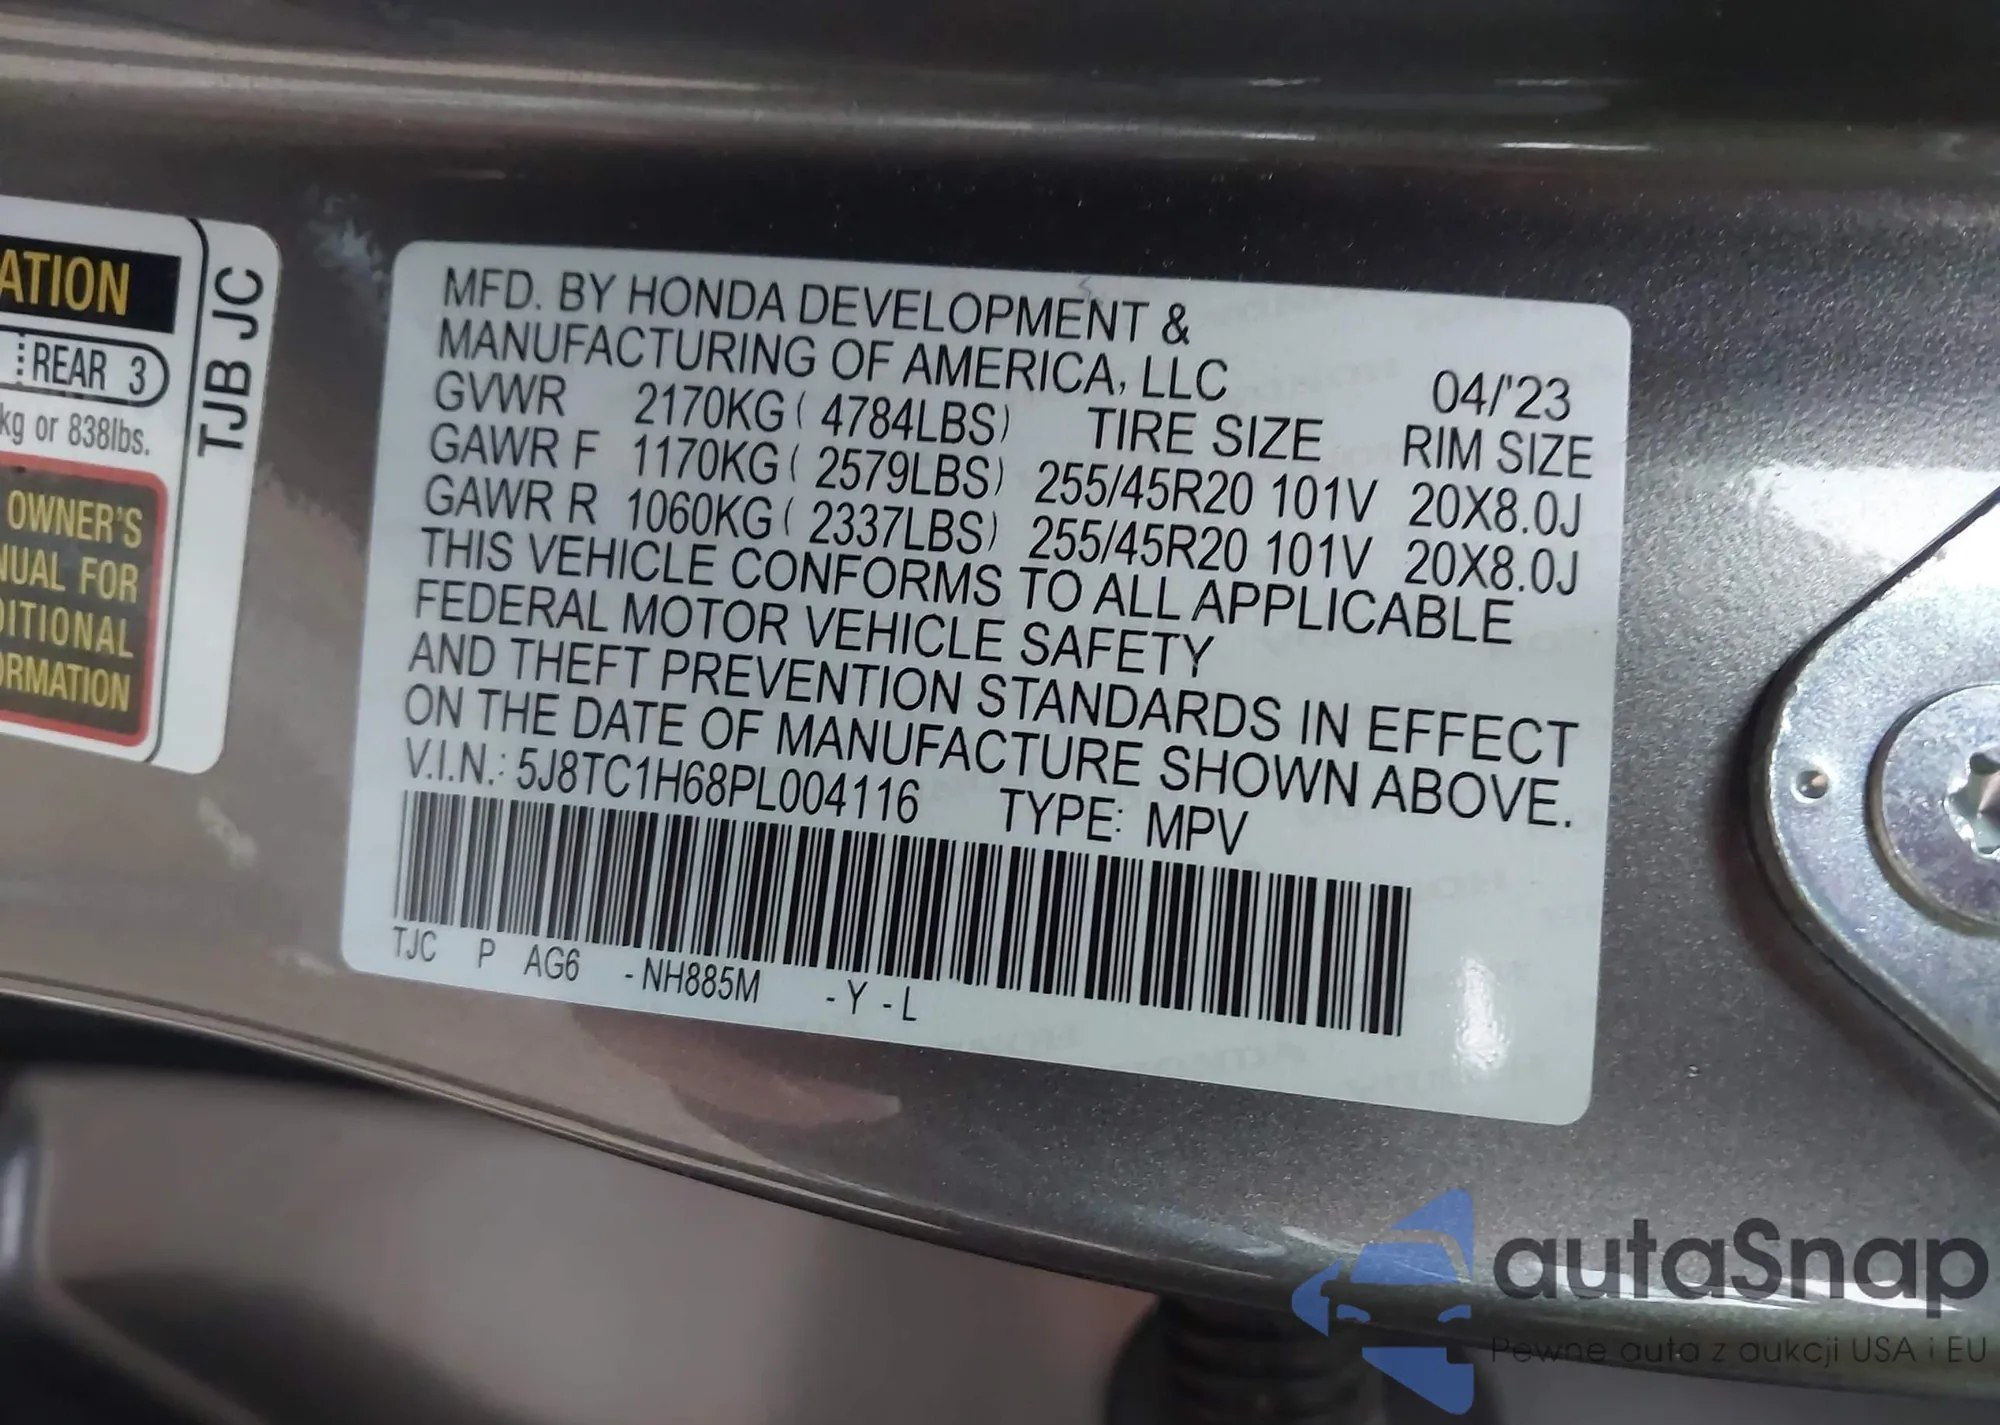 ATION
REAR 3
kg or 838lbs.
OWNER'S
NUAL FOR
DITIONAL
ORMATION
TJB JC
MFD. BY HONDA DEVELOPMENT &
MANUFACTURING OF AMERICA, LLC 04/'23
GVWR 2170KG ( 4784LBS) TIRE SIZE RIM SIZE
GAWR F 1170KG ( 2579LBS) 255/45R20 101V 20X8.0J
GAWR R 1060KG ( 2337LBS) 255/45R20 101V 20X8.0J
THIS VEHICLE CONFORMS TO ALL APPLICABLE
FEDERAL MOTOR VEHICLE SAFETY
AND THEFT PREVENTION STANDARDS IN EFFECT
ON THE DATE OF MANUFACTURE SHOWN ABOVE.
V.I.N.: 5J8TC1H68PL004116 TYPE: MPV
TJC P AG6 -NH885M -Y-L
autaSnap
Pewne auta z aukcji USA i EU